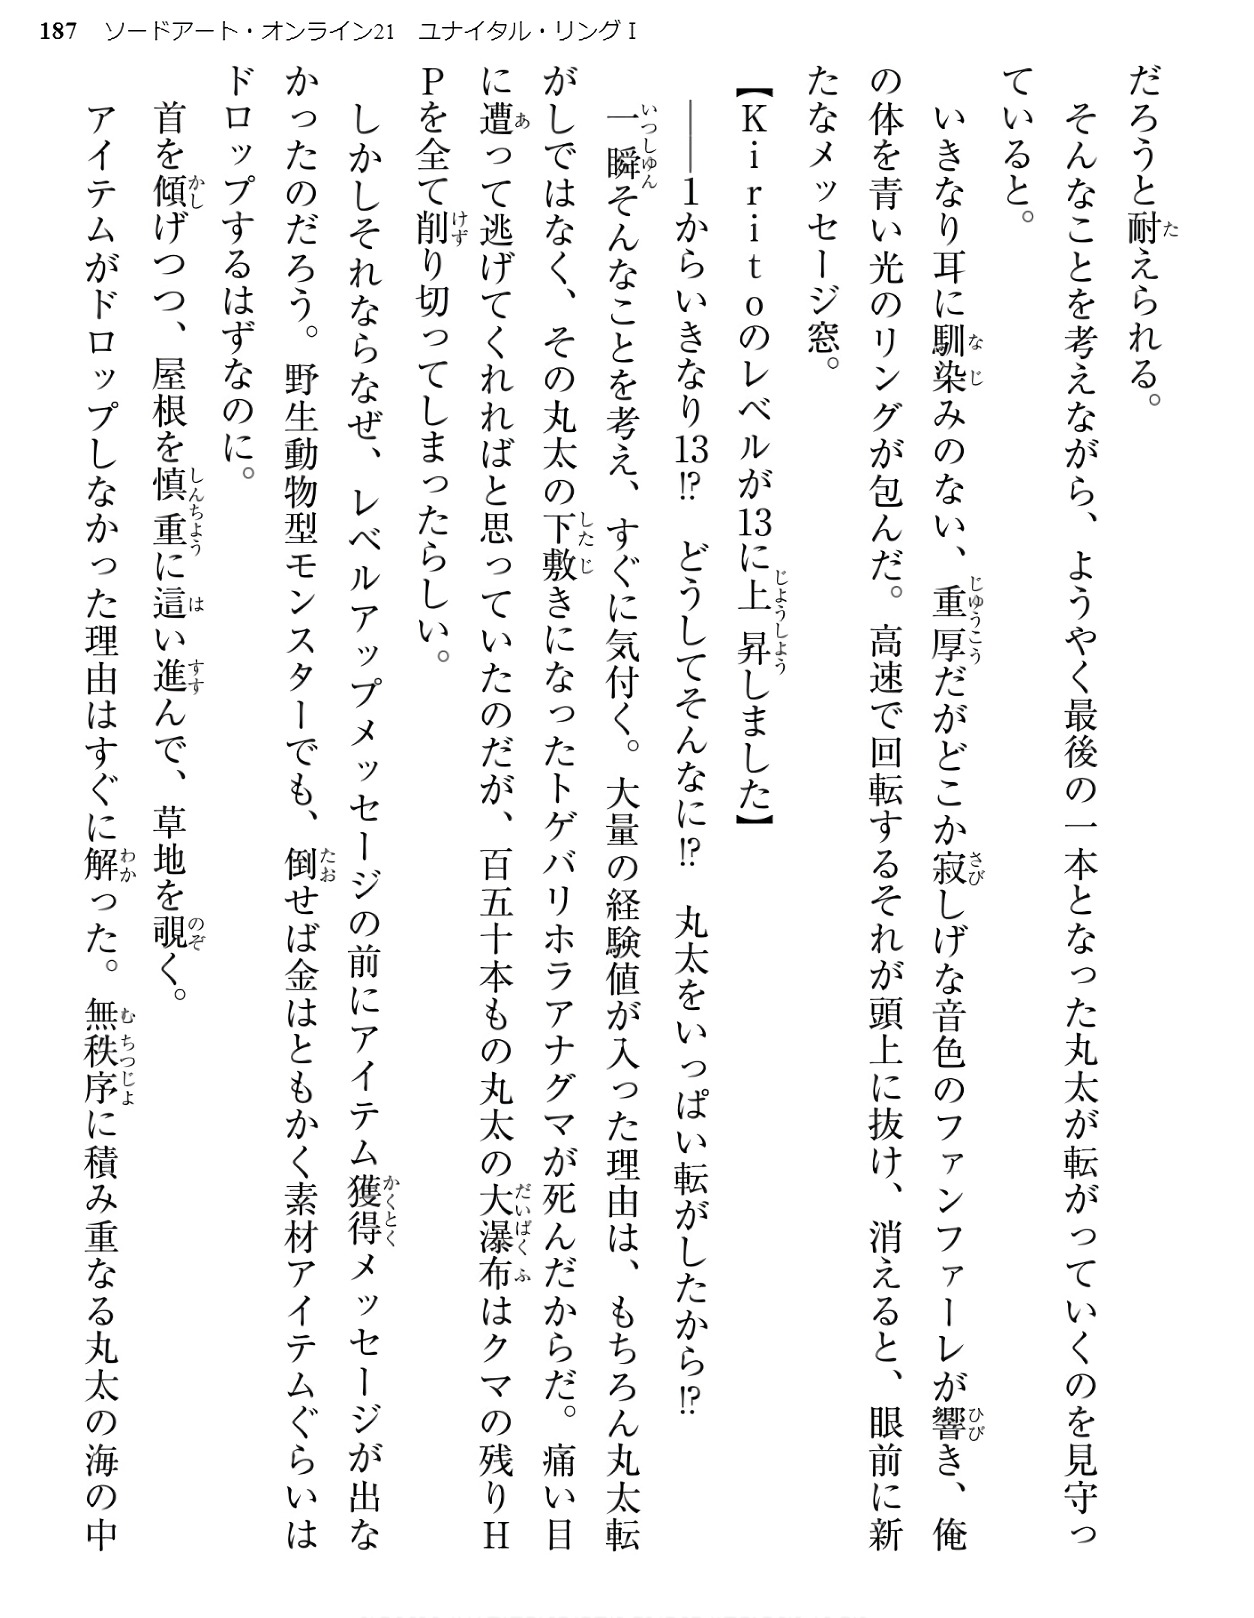 187 ソードアート・オンライン21 ユナイタル・リングⅠ
だろうと耐えられる。
　そんなことを考えながら、ようやく最後の一本となった丸太が転がっていくのを見守っ
ていると。
　いきなり耳に馴染みのない、重厚だがどこか寂しげな音色のファンファーレが響き、俺
の体を青い光のリングが包んだ。高速で回転するそれが頭上に抜け、消えると、眼前に新
たなメッセージ窓。
【Ｋｉｒｉｔｏのレベルが13に上昇しました】
　――1からいきなり13!?　どうしてそんなに!?　丸太をいっぱい転がしたから!?
　一瞬そんなことを考え、すぐに気付く。大量の経験値が入った理由は、もちろん丸太転
がしではなく、その丸太の下敷きになったトゲバリホラアナグマが死んだからだ。痛い目
に遭って逃げてくれればと思っていたのだが、百五十本もの丸太の大瀑布はクマの残りＨ
Ｐを全て削り切ってしまったらしい。
　しかしそれならなぜ、レベルアップメッセージの前にアイテム獲得メッセージが出な
かったのだろう。野生動物型モンスターでも、倒せば金はともかく素材アイテムぐらいは
ドロップするはずなのに。
　首を傾げつつ、屋根を慎重に這い進んで、草地を覗く。
　アイテムがドロップしなかった理由はすぐに解った。無秩序に積み重なる丸太の海の中